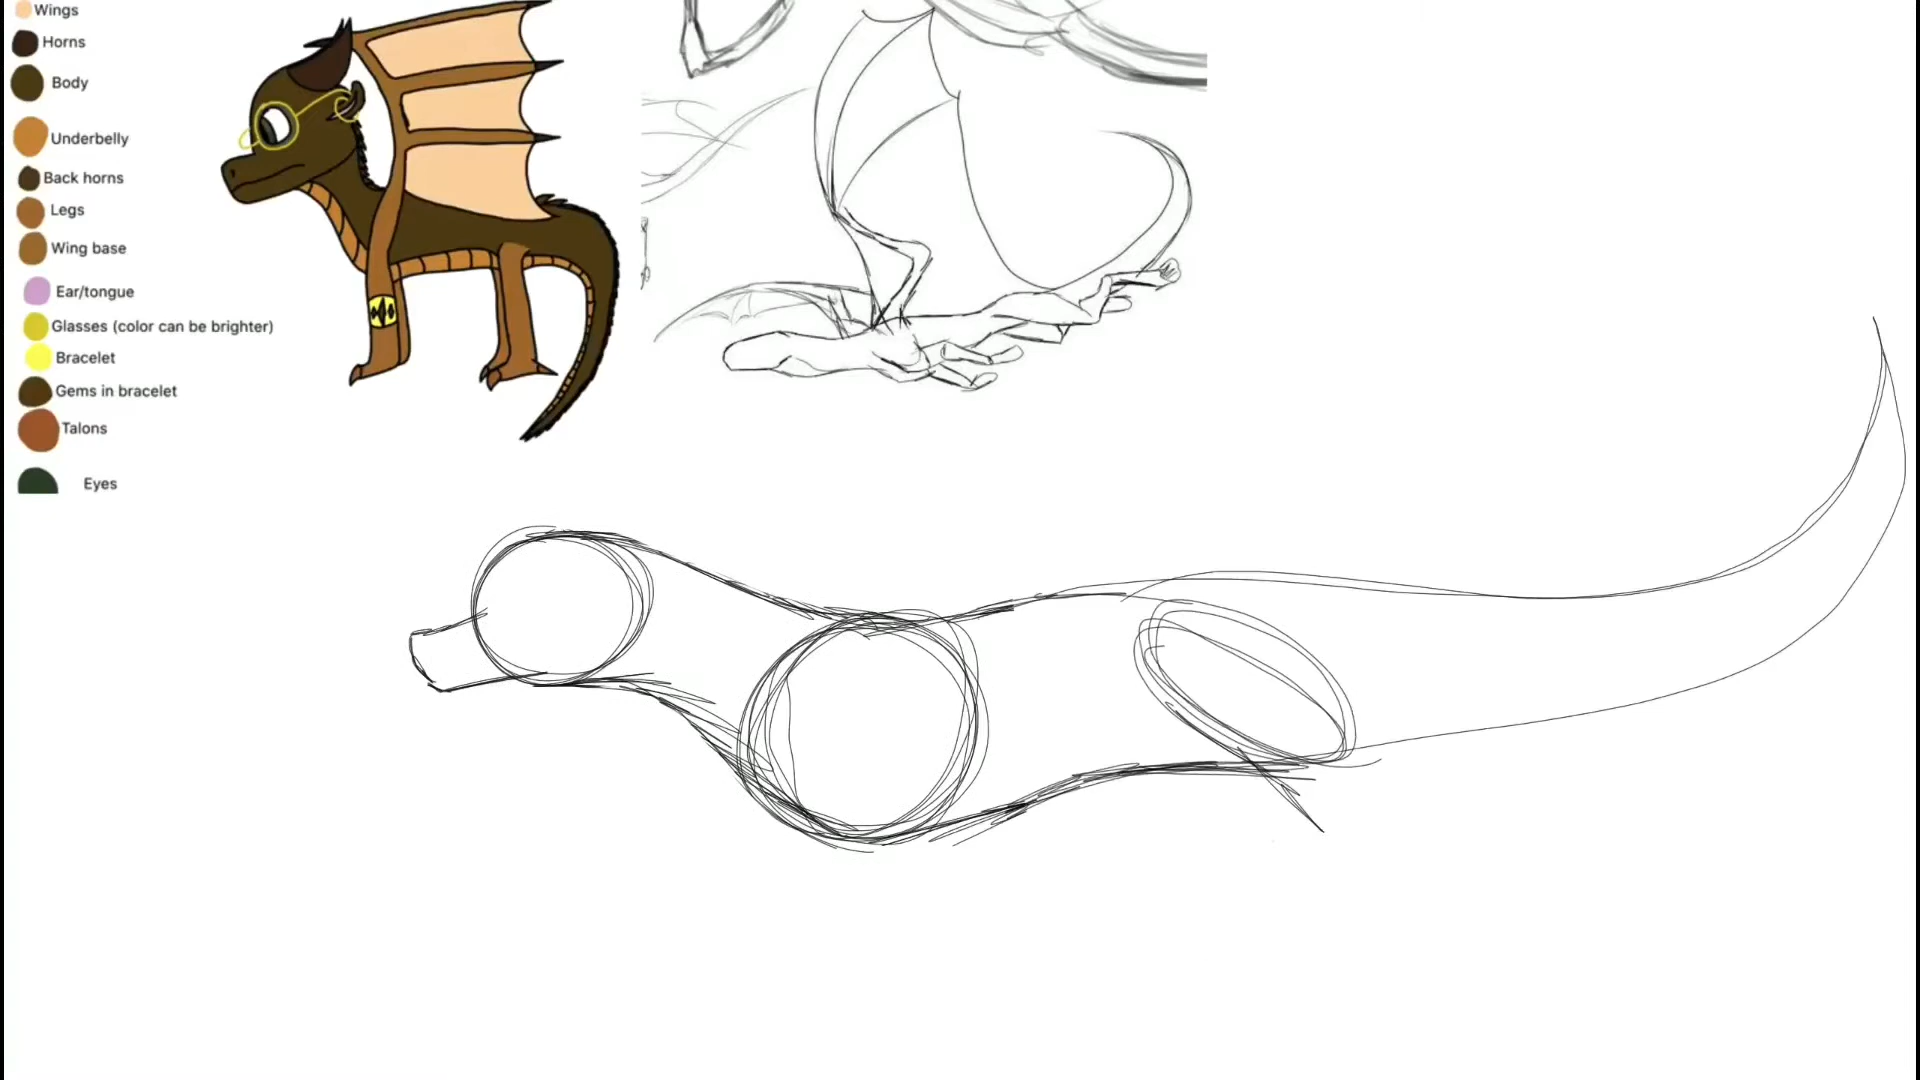 Wings
Horns
Body
Underbelly
Back horns
Legs
Wing base
Ear/tongue
Glasses (color can be brighter)
Bracelet
Gems in bracelet
Talons
Eyes